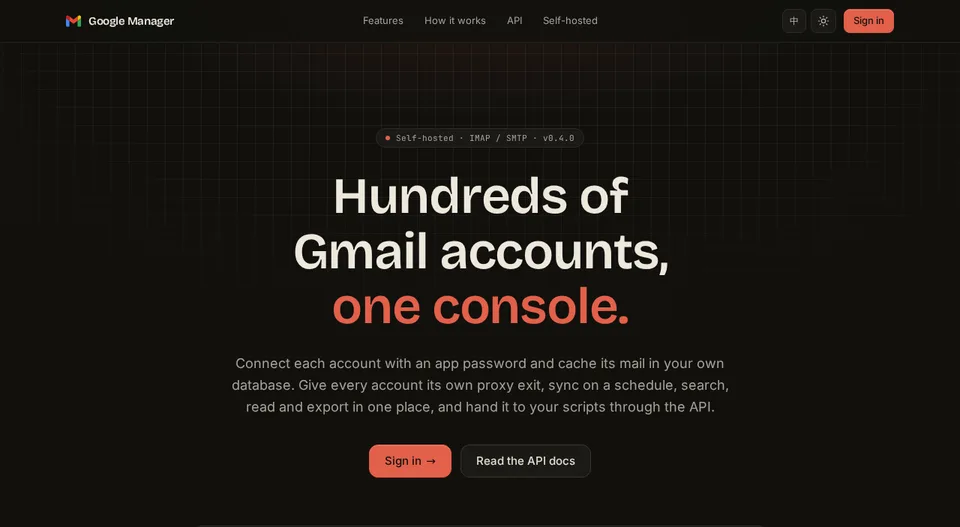 Google Manager
Features
How it works
API
Self-hosted
中
Sign in
Self-hosted · IMAP / SMTP · v0.4.0
Hundreds of
Gmail accounts,
one console.
Connect each account with an app password and cache its mail in your own
database. Give every account its own proxy exit, sync on a schedule, search,
read and export in one place, and hand it to your scripts through the API.
Sign in →
Read the API docs